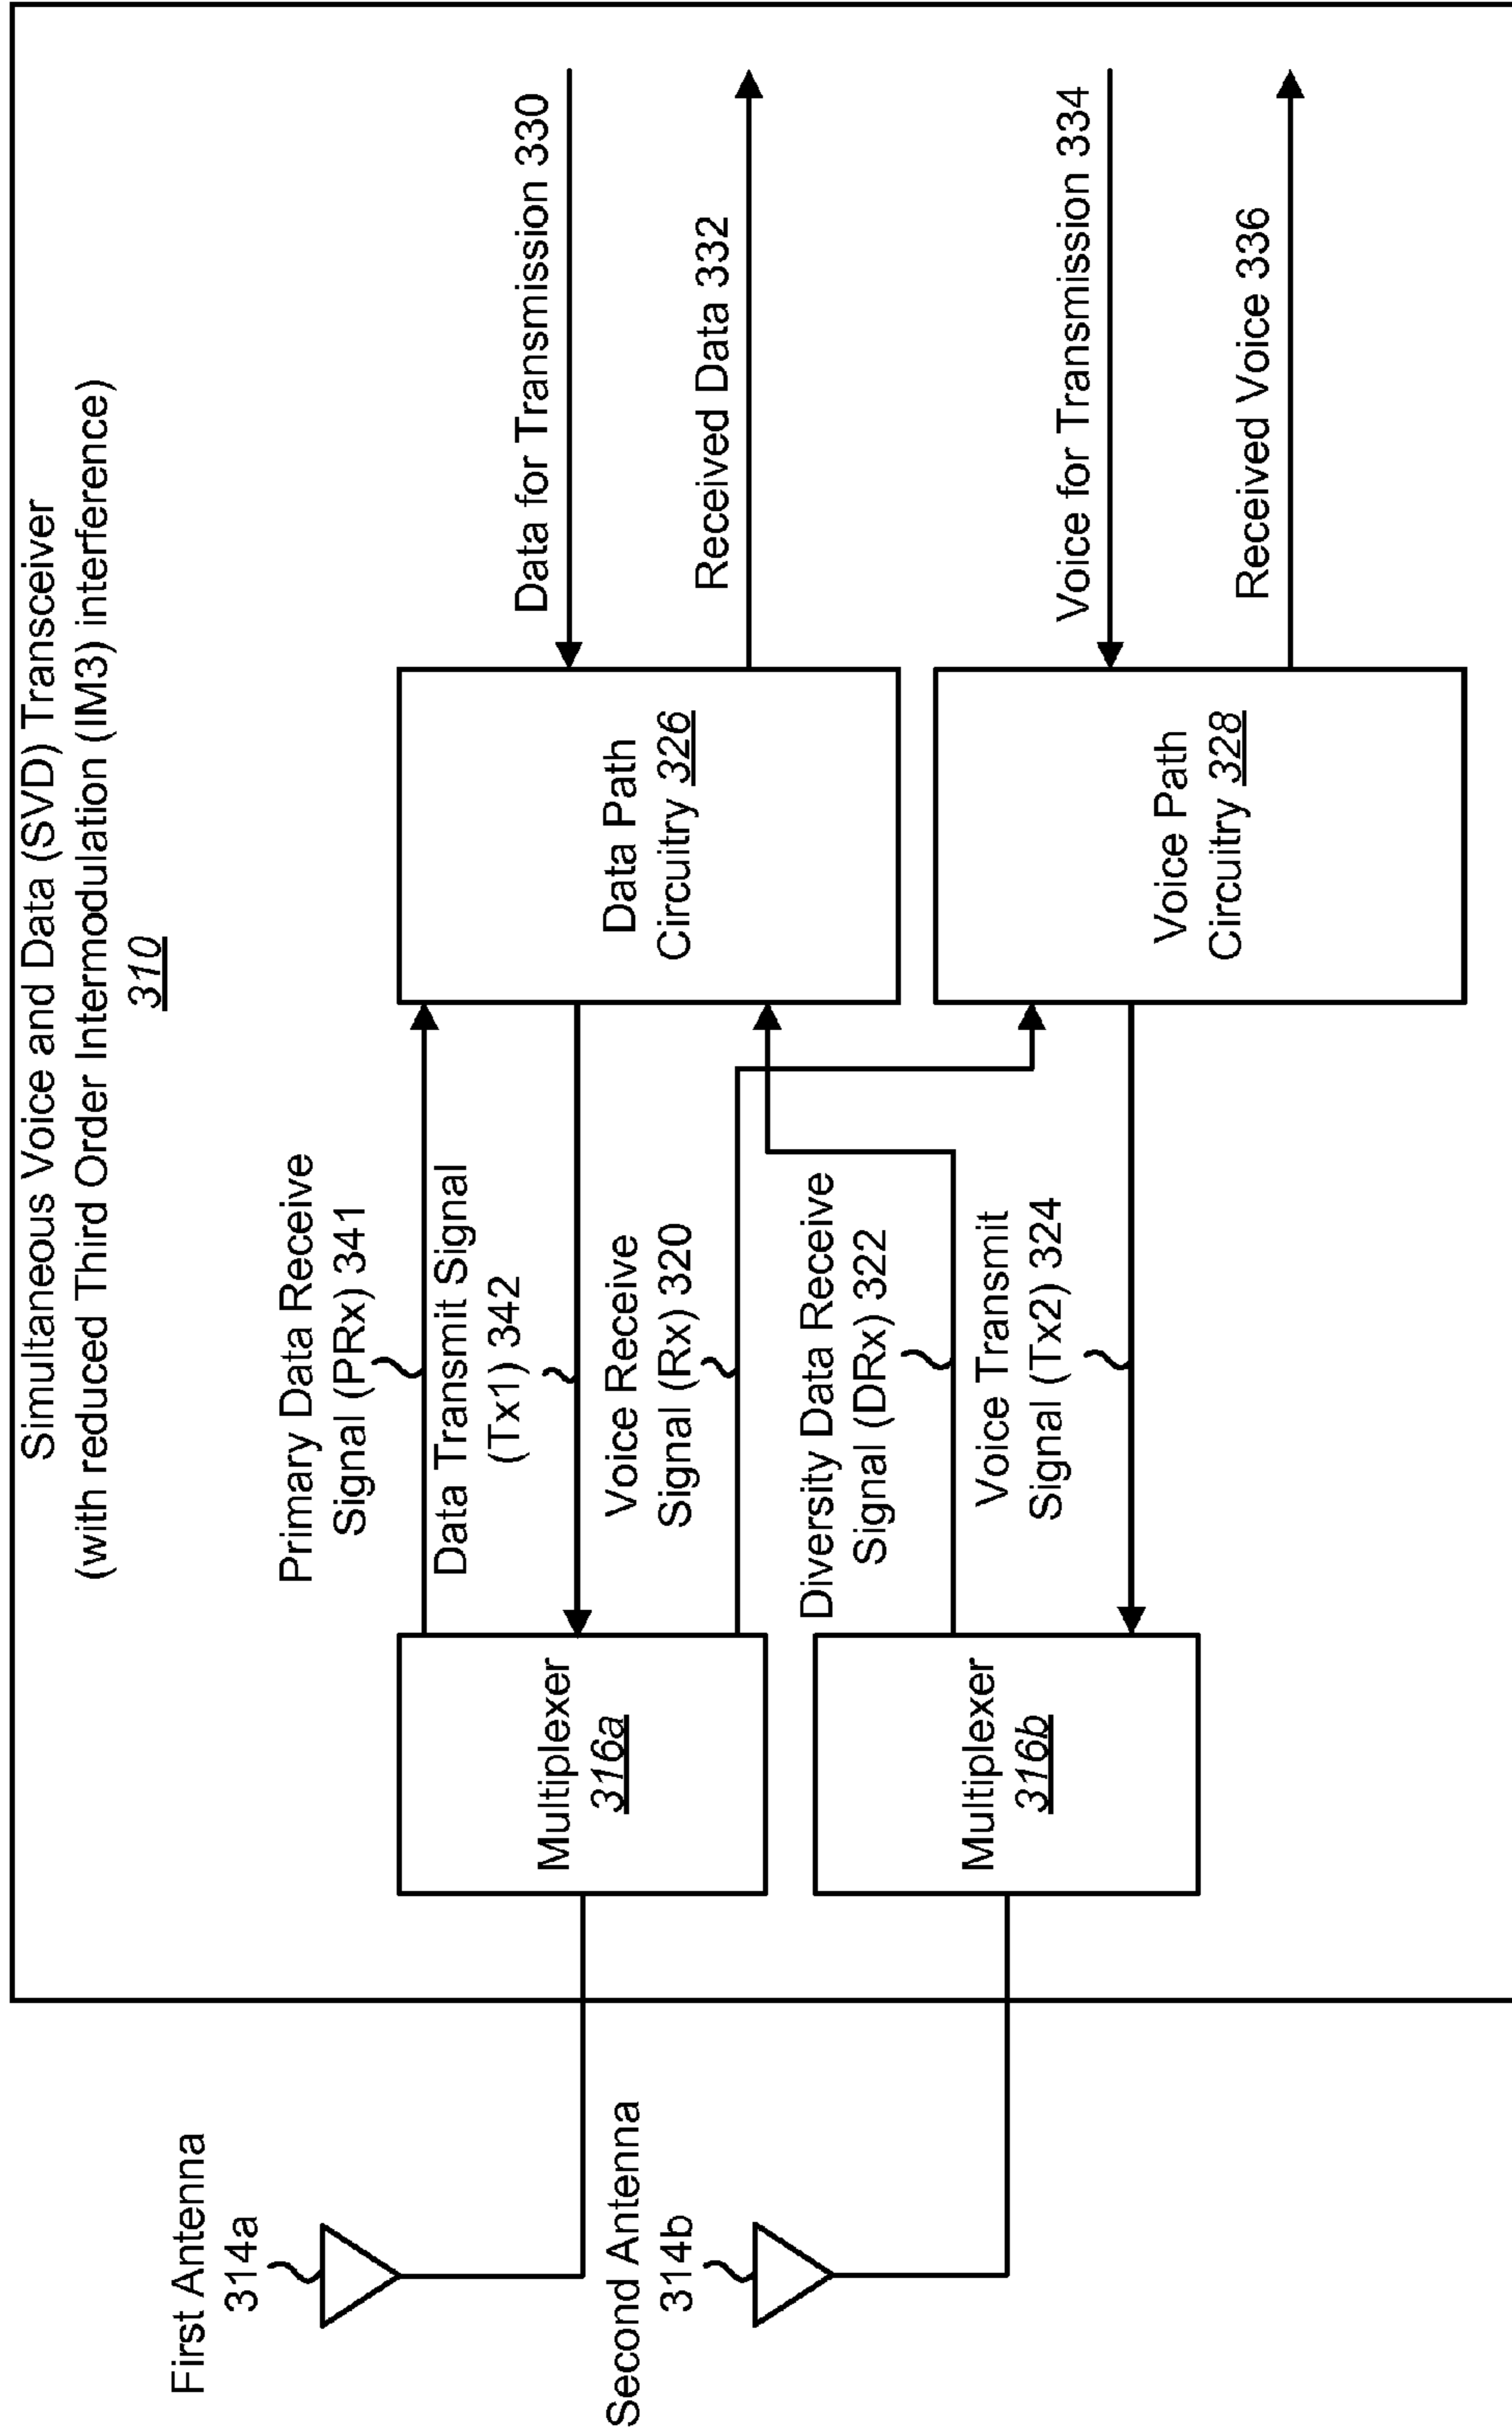 Simultaneous Voice and Data (SVD) Transceiver
(with reduced Third Order Intermodulation (IM3) interference)
310
First Antenna
314a
Second Antenna
314b
Multiplexer
316a
Multiplexer
316b
Primary Data Receive
Signal (PRx) 341
Data Transmit Signal
(Tx1) 342
Voice Receive
Signal (Rx) 320
Diversity Data Receive
Signal (DRx) 322
Voice Transmit
Signal (Tx2) 324
Data Path
Circuitry 326
Voice Path
Circuitry 328
Data for Transmission 330
Received Data 332
Voice for Transmission 334
Received Voice 336